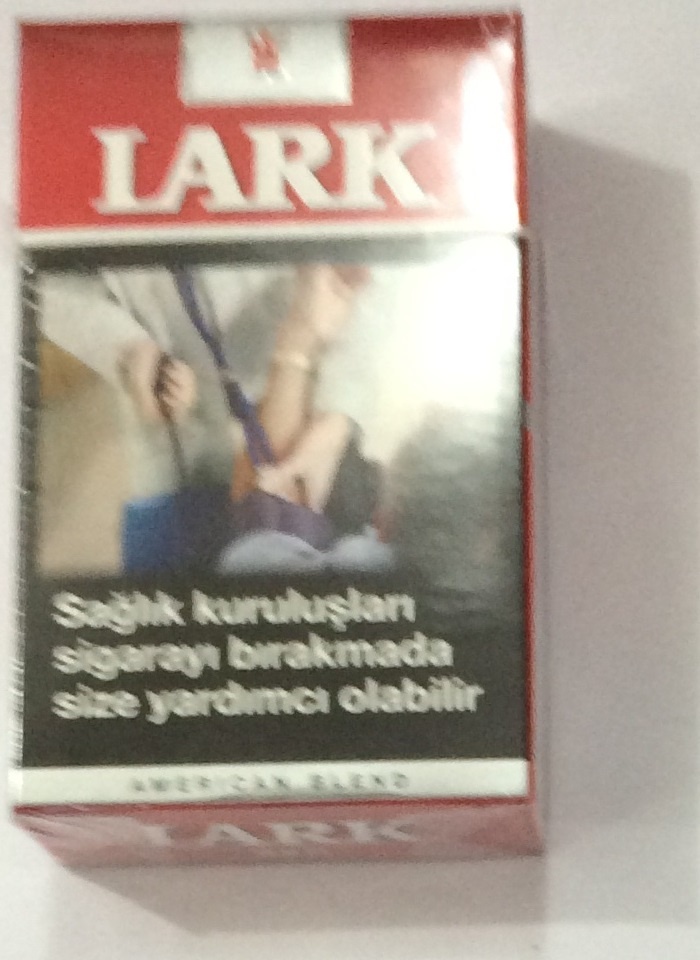 LARK
Sağlık kuruluşları
sigarayı bırakmada
size yardımcı olabilir
AMERICAN BLEND
LARK